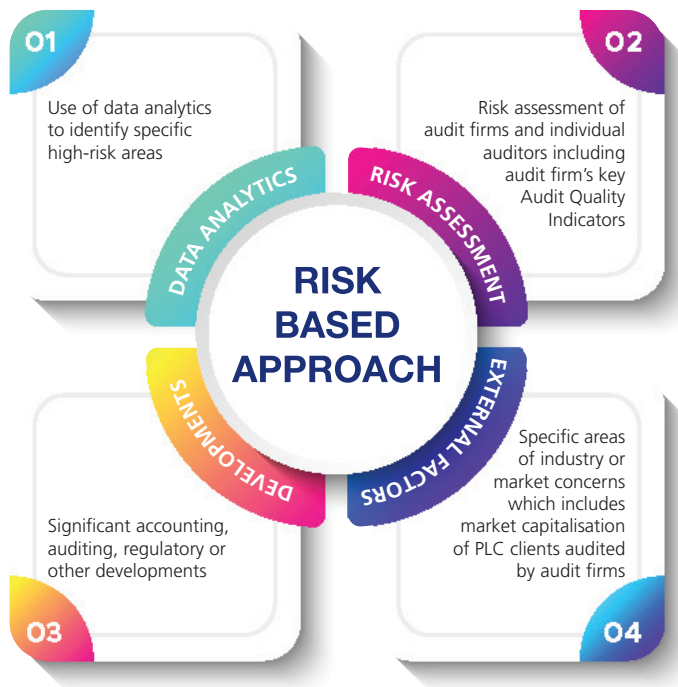 01
Use of data analytics
to identify specific
high-risk areas
02
Risk assessment of
audit firms and individual
auditors including
audit firm's key
Audit Quality
Indicators
DATA ANALYTICS
RISK ASSESSMENT
RISK
BASED
APPROACH
DEVELOPMENTS
EXTERNAL FACTORS
Significant accounting,
auditing, regulatory or
other developments
03
Specific areas
of industry or
market concerns
which includes
market capitalisation
of PLC clients audited
by audit firms
04